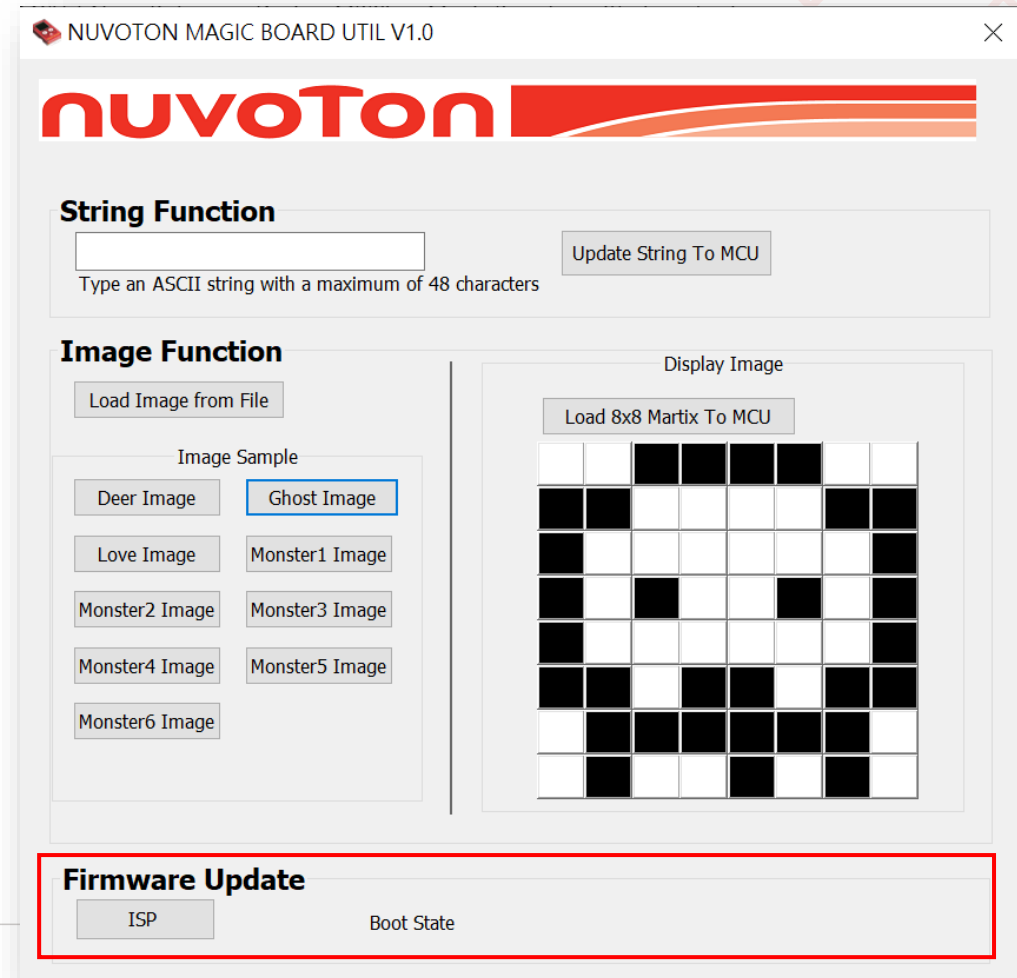 NUVOTON MAGIC BOARD UTIL V1.0
nuvoTon
String Function
Update String To MCU
Type an ASCII string with a maximum of 48 characters
Image Function
Display Image
Load Image from File
Load 8x8 Martix To MCU
Image Sample
Deer Image
Ghost Image
Love Image
Monster1 Image
Monster2 Image
Monster3 Image
Monster4 Image
Monster5 Image
Monster6 Image
Firmware Update
ISP
Boot State